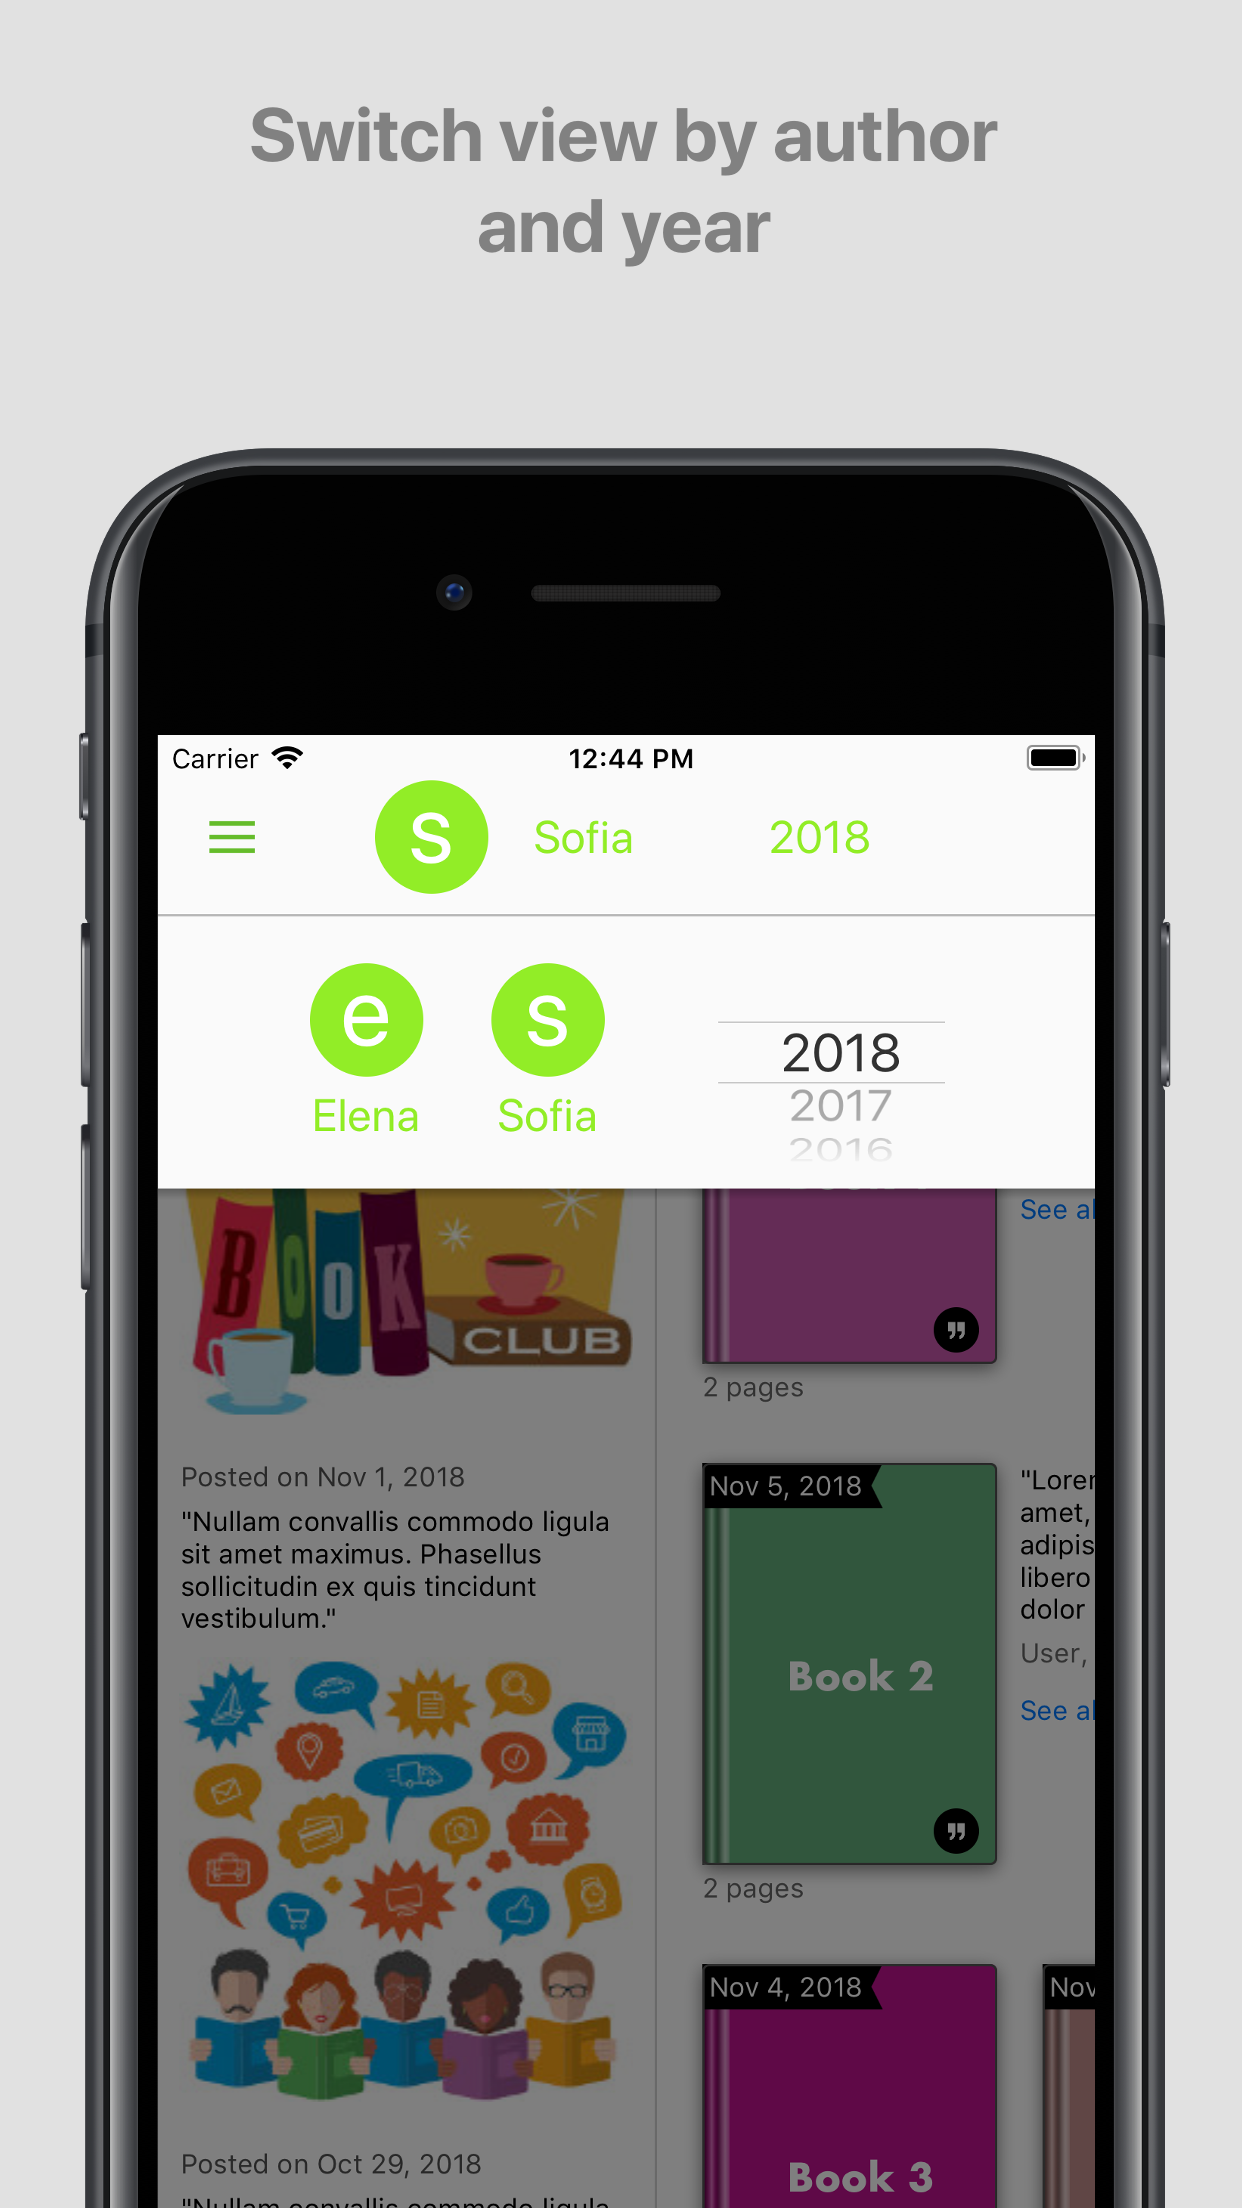 Switch view by author
and year
Carrier
12:44 PM
s
Sofia
2018
e
s
Elena
Sofia
2018
2017
2016
BOOK
CLUB
Posted on Nov 1, 2018
"Nullam convallis commodo ligula
sit amet maximus. Phasellus
sollicitudin ex quis tincidunt
vestibulum."
Posted on Oct 29, 2018
"Nullam convallis commodo ligula
See al
2 pages
Nov 5, 2018
Book 2
2 pages
"Lorem
amet,
adipis
libero
dolor
User,
See al
Nov 4, 2018
Book 3
Nov